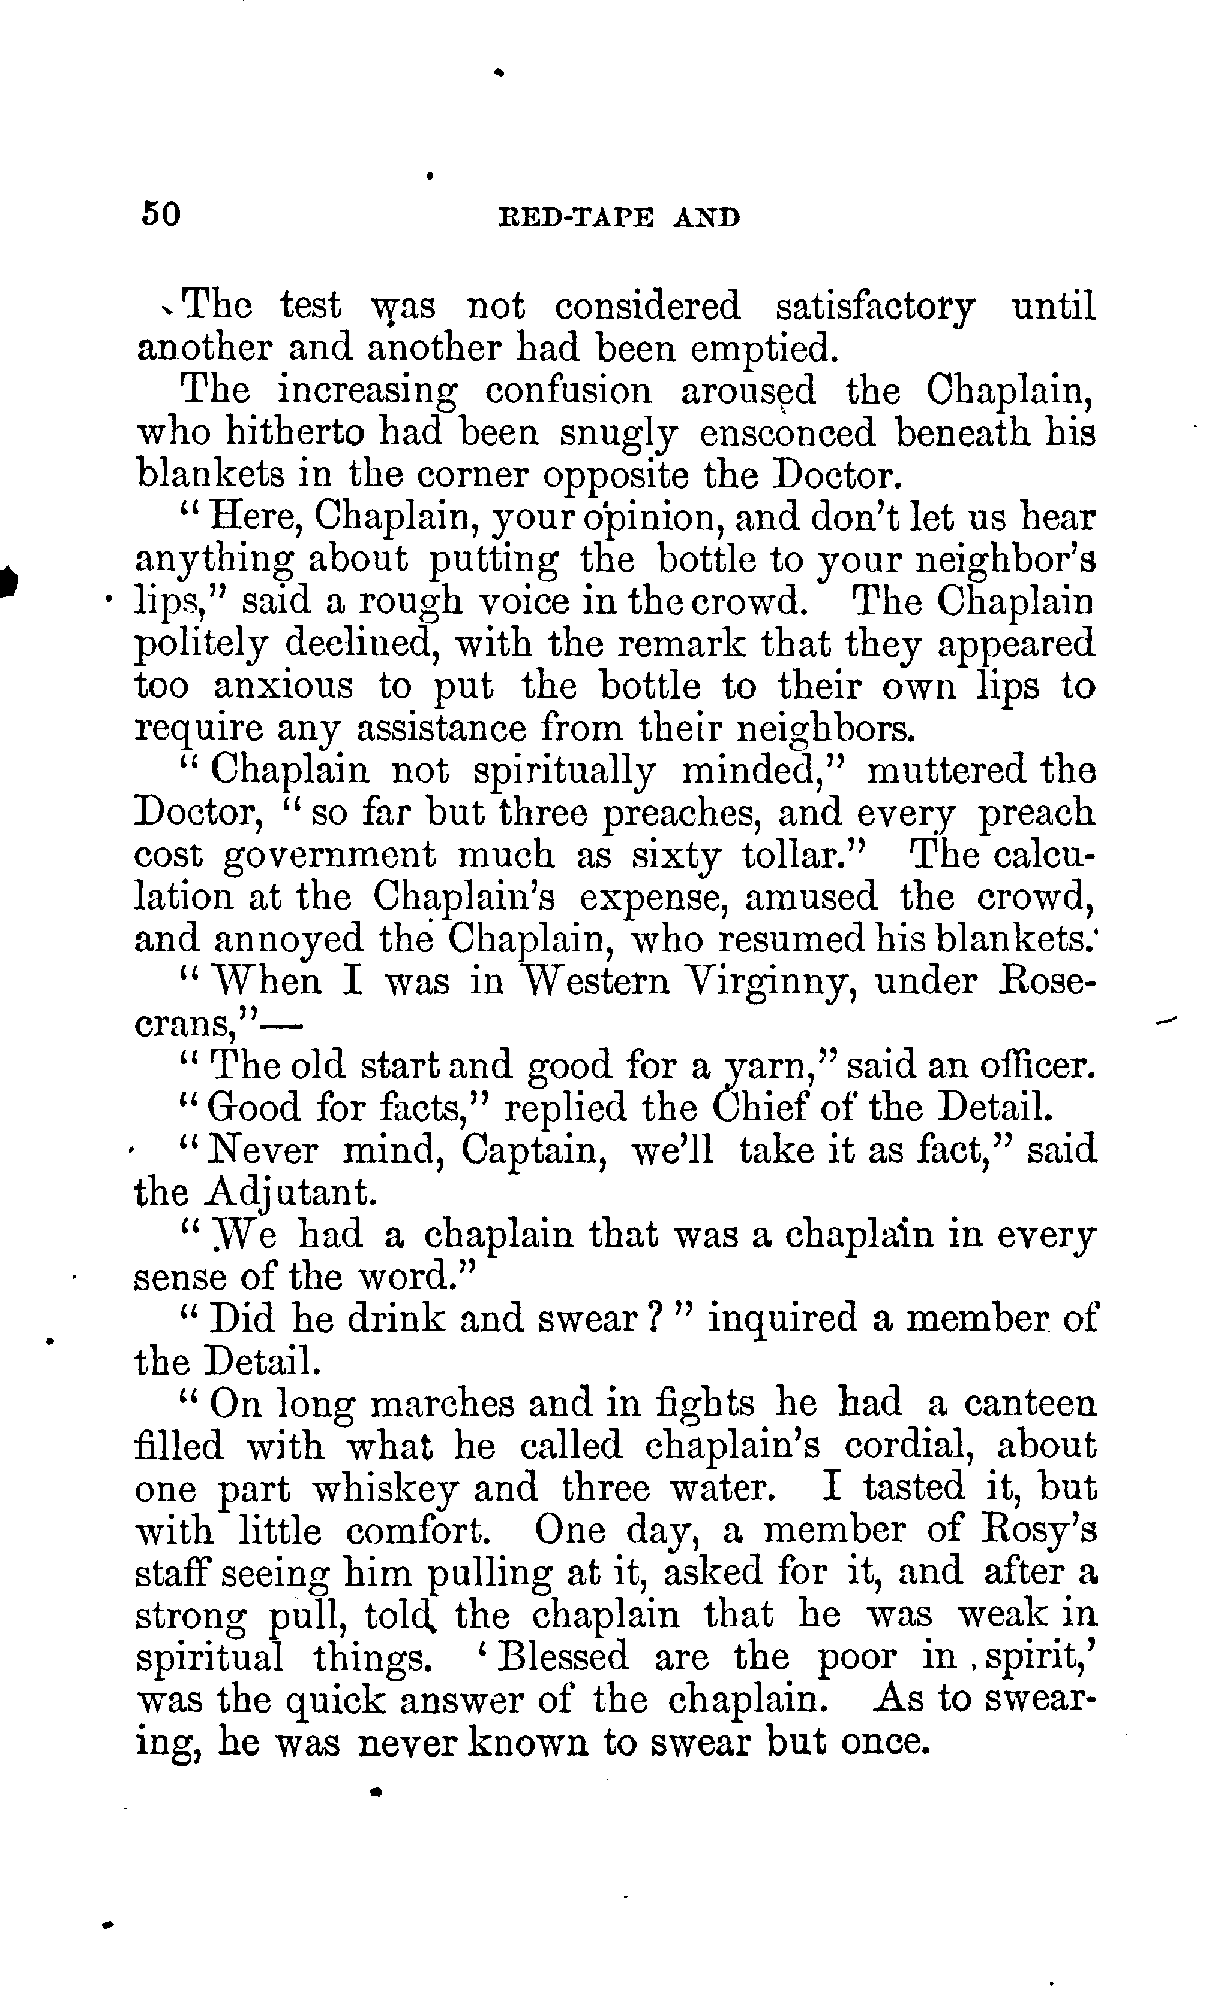 50 RED-TAPE AND
The test was not considered satisfactory until
another and another had been emptied.
The increasing confusion aroused the Chaplain,
who hitherto had been snugly ensconced beneath his
blankets in the corner opposite the Doctor.
" Here, Chaplain, your opinion, and don't let us hear
anything about putting the bottle to your neighbor's
lips," said a rough voice in the crowd. The Chaplain
politely declined, with the remark that they appeared
too anxious to put the bottle to their own lips to
require any assistance from their neighbors.
" Chaplain not spiritually minded," muttered the
Doctor, " so far but three preaches, and every preach
cost government much as sixty tollar." The calcu-
lation at the Chaplain's expense, amused the crowd,
and annoyed the Chaplain, who resumed his blankets.
" When I was in Western Virginny, under Rose-
crans,"—
" The old start and good for a yarn," said an officer.
" Good for facts," replied the Chief of the Detail.
" Never mind, Captain, we'll take it as fact," said
the Adjutant.
" We had a chaplain that was a chaplain in every
sense of the word."
" Did he drink and swear ? " inquired a member of
the Detail.
" On long marches and in fights he had a canteen
filled with what he called chaplain's cordial, about
one part whiskey and three water. I tasted it, but
with little comfort. One day, a member of Rosy's
staff seeing him pulling at it, asked for it, and after a
strong pull, told the chaplain that he was weak in
spiritual things. ' Blessed are the poor in spirit,'
was the quick answer of the chaplain. As to swear-
ing, he was never known to swear but once.